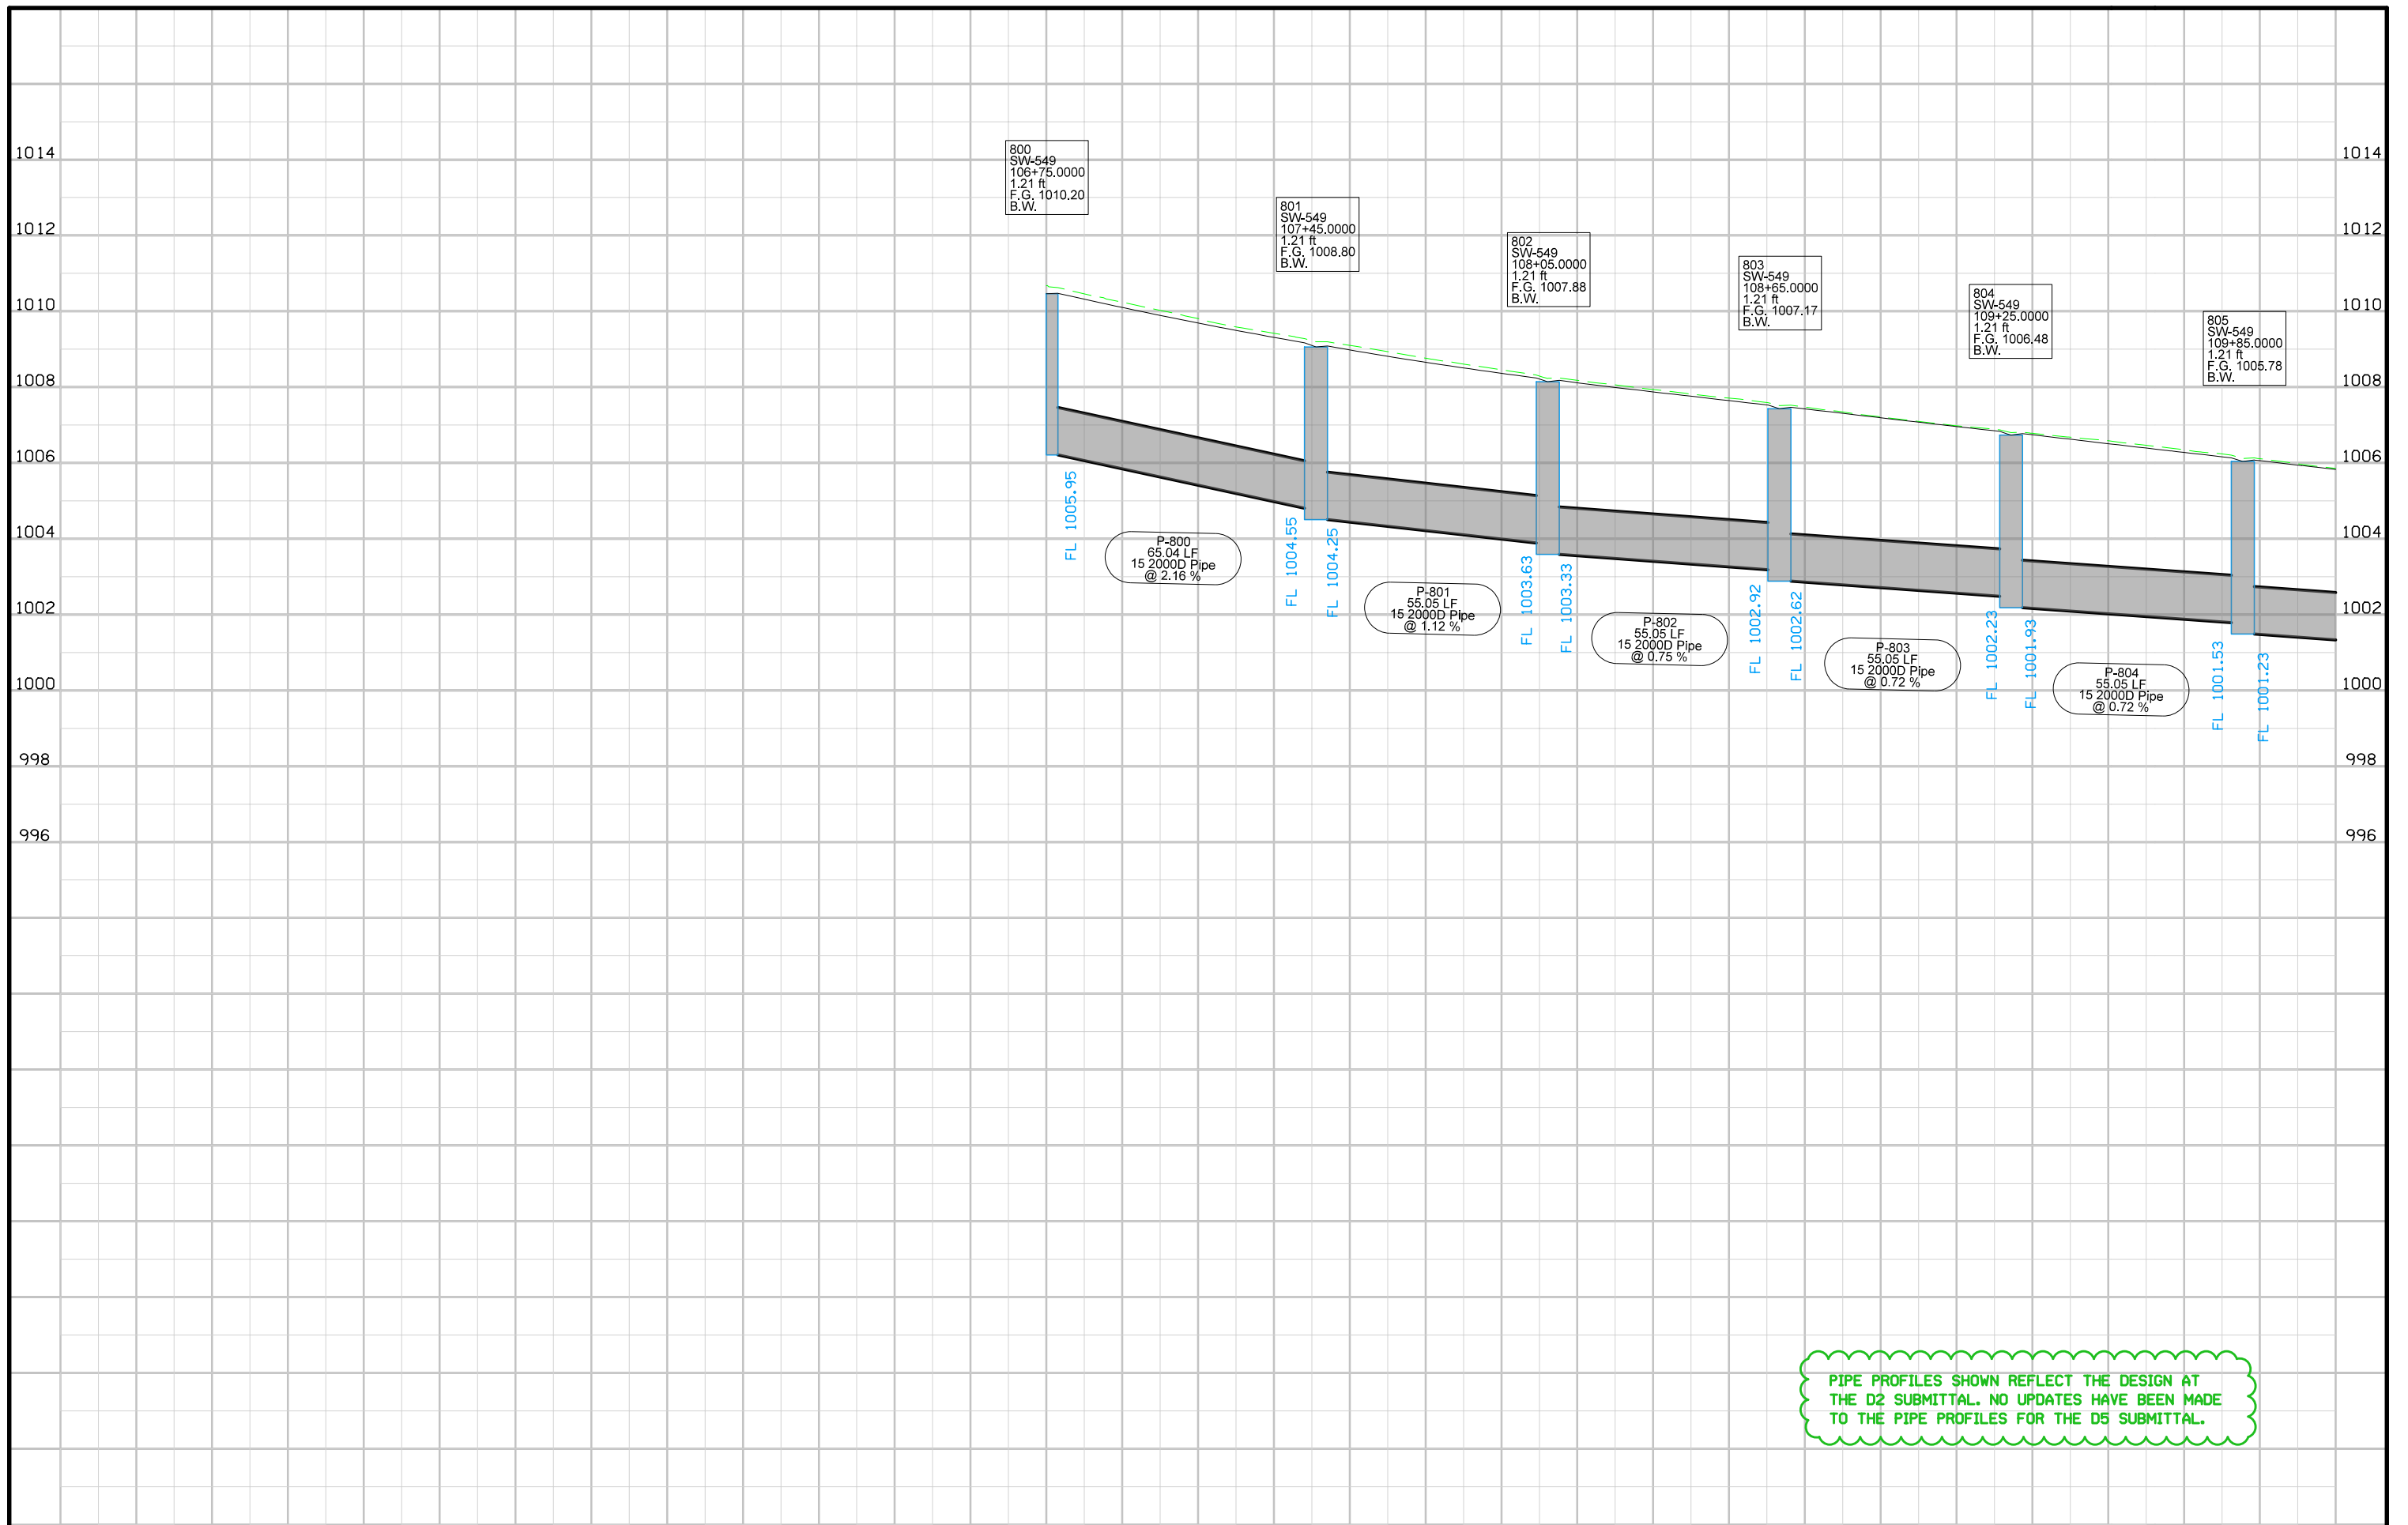 1014
1012
1010
1008
1006
1004
1002
1000
998
996
800
SW-549
106+75.0000
1.21 ft
F.G. 1010.20
B.W.
801
SW-549
107+45.0000
1.21 ft
F.G. 1008.80
B.W.
802
SW-549
108+05.0000
1.21 ft
F.G. 1007.88
B.W.
803
SW-549
108+65.0000
1.21 ft
F.G. 1007.17
B.W.
804
SW-549
109+25.0000
1.21 ft
F.G. 1006.48
B.W.
805
SW-549
109+85.0000
1.21 ft
F.G. 1005.78
B.W.
FL 1005.95
P-800
65.04 LF
15 2000D Pipe
@ 2.16 %
FL 1004.55
FL 1004.25
P-801
55.05 LF
15 2000D Pipe
@ 1.12 %
FL 1003.63
FL 1003.33
P-802
55.05 LF
15 2000D Pipe
@ 0.75 %
FL 1002.92
FL 1002.62
P-803
55.05 LF
15 2000D Pipe
@ 0.72 %
FL 1002.23
FL 1001.93
P-804
55.05 LF
15 2000D Pipe
@ 0.72 %
FL 1001.53
FL 1001.23
1014
1012
1010
1008
1006
1004
1002
1000
998
996
PIPE PROFILES SHOWN REFLECT THE DESIGN AT
THE D2 SUBMITTAL. NO UPDATES HAVE BEEN MADE
TO THE PIPE PROFILES FOR THE D5 SUBMITTAL.